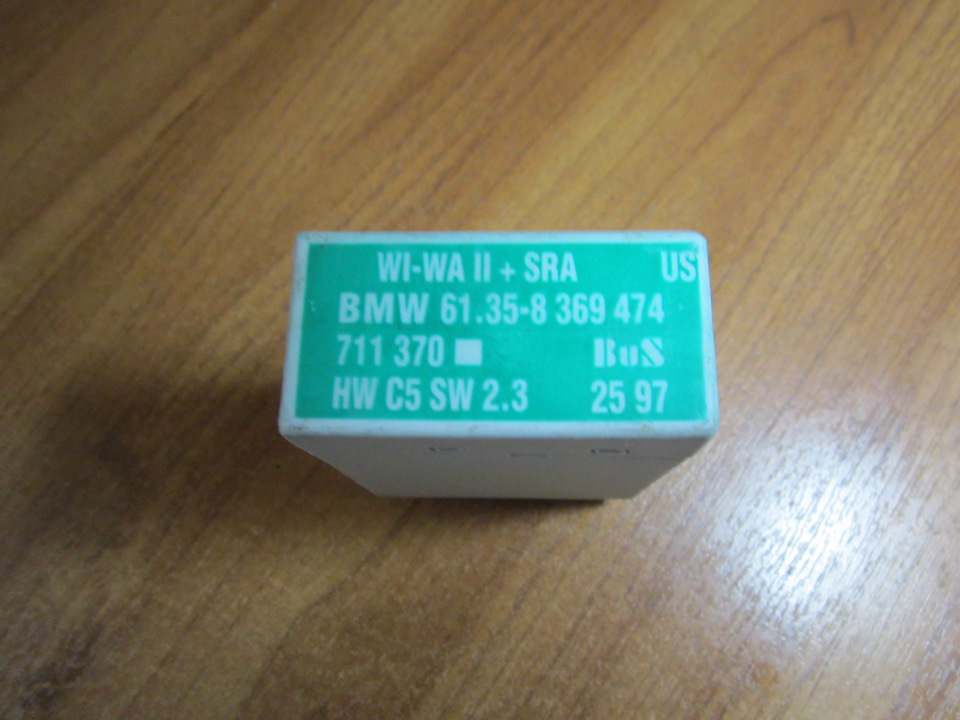 WI-WA II + SRA US
BMW 61.35-8 369 474
711 370 BuS
HW C5 SW 2.3 25 97